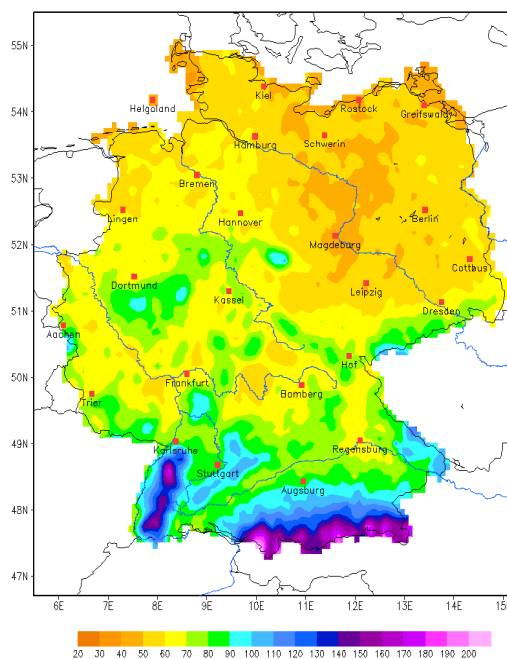 55N
54N
Kiel
Helgoland
Rostock
Greifswald
Hamburg
Schwerin
53N
Bremen
Lingen
Hannover
Berlin
52N
Magdeburg
Cottbus
Dortmund
Kassel
Leipzig
51N
Dresden
Aachen
Hof
50N
Frankfurt
Trier
Bamberg
49N
Karlsruhe
Regensburg
Stuttgart
Augsburg
48N
47N
6E 7E 8E 9E 10E 11E 12E 13E 14E 15E
20 30 40 50 60 70 80 90 100 110 120 130 140 150 160 170 180 190 200